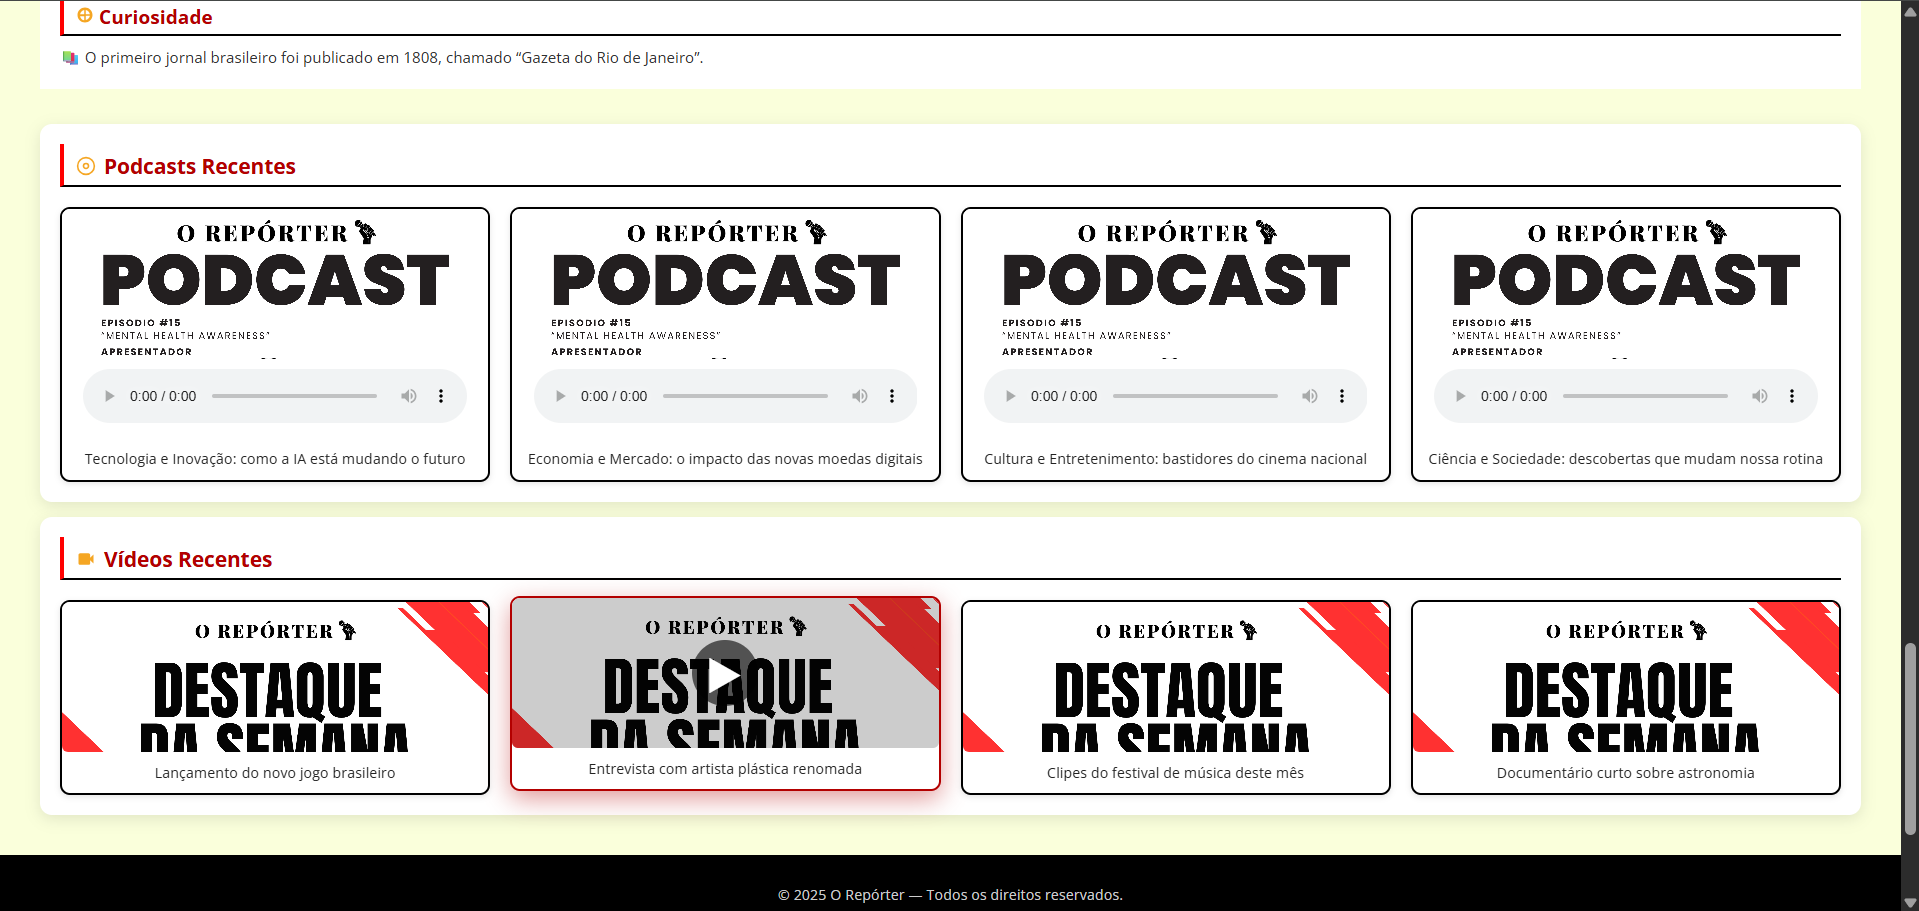 Curiosidade
O primeiro jornal brasileiro foi publicado em 1808, chamado “Gazeta do Rio de Janeiro”.
Podcasts Recentes
O REPÓRTER
PODCAST
EPISODIO #15
“MENTAL HEALTH AWARENESS”
APRESENTADOR
0:00 / 0:00
Tecnologia e Inovação: como a IA está mudando o futuro
O REPÓRTER
PODCAST
EPISODIO #15
“MENTAL HEALTH AWARENESS”
APRESENTADOR
0:00 / 0:00
Economia e Mercado: o impacto das novas moedas digitais
O REPÓRTER
PODCAST
EPISODIO #15
“MENTAL HEALTH AWARENESS”
APRESENTADOR
0:00 / 0:00
Cultura e Entretenimento: bastidores do cinema nacional
O REPÓRTER
PODCAST
EPISODIO #15
“MENTAL HEALTH AWARENESS”
APRESENTADOR
0:00 / 0:00
Ciência e Sociedade: descobertas que mudam nossa rotina
Vídeos Recentes
O REPÓRTER
DESTAQUE
DA SEMANA
Lançamento do novo jogo brasileiro
O REPÓRTER
DESTAQUE
DA SEMANA
Entrevista com artista plástica renomada
O REPÓRTER
DESTAQUE
DA SEMANA
Clipes do festival de música deste mês
O REPÓRTER
DESTAQUE
DA SEMANA
Documentário curto sobre astronomia
© 2025 O Repórter — Todos os direitos reservados.